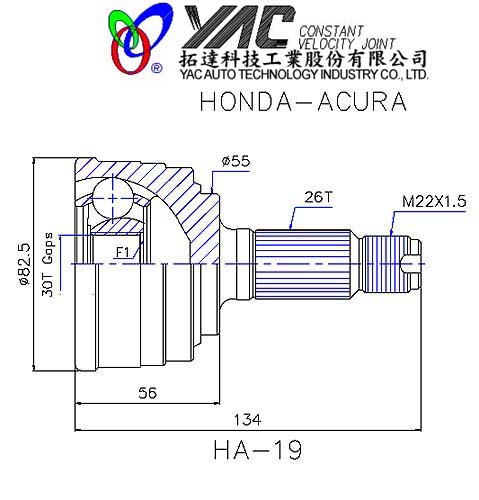 YAC CONSTANT
VELOCITY JOINT
®
拓達科技工業股份有限公司
YAC AUTO TECHNOLOGY INDUSTRY CO., LTD.
HONDA-ACURA
ø55
26T
M22X1.5
ø82.5
30T Gaps
F1
56
134
HA-19